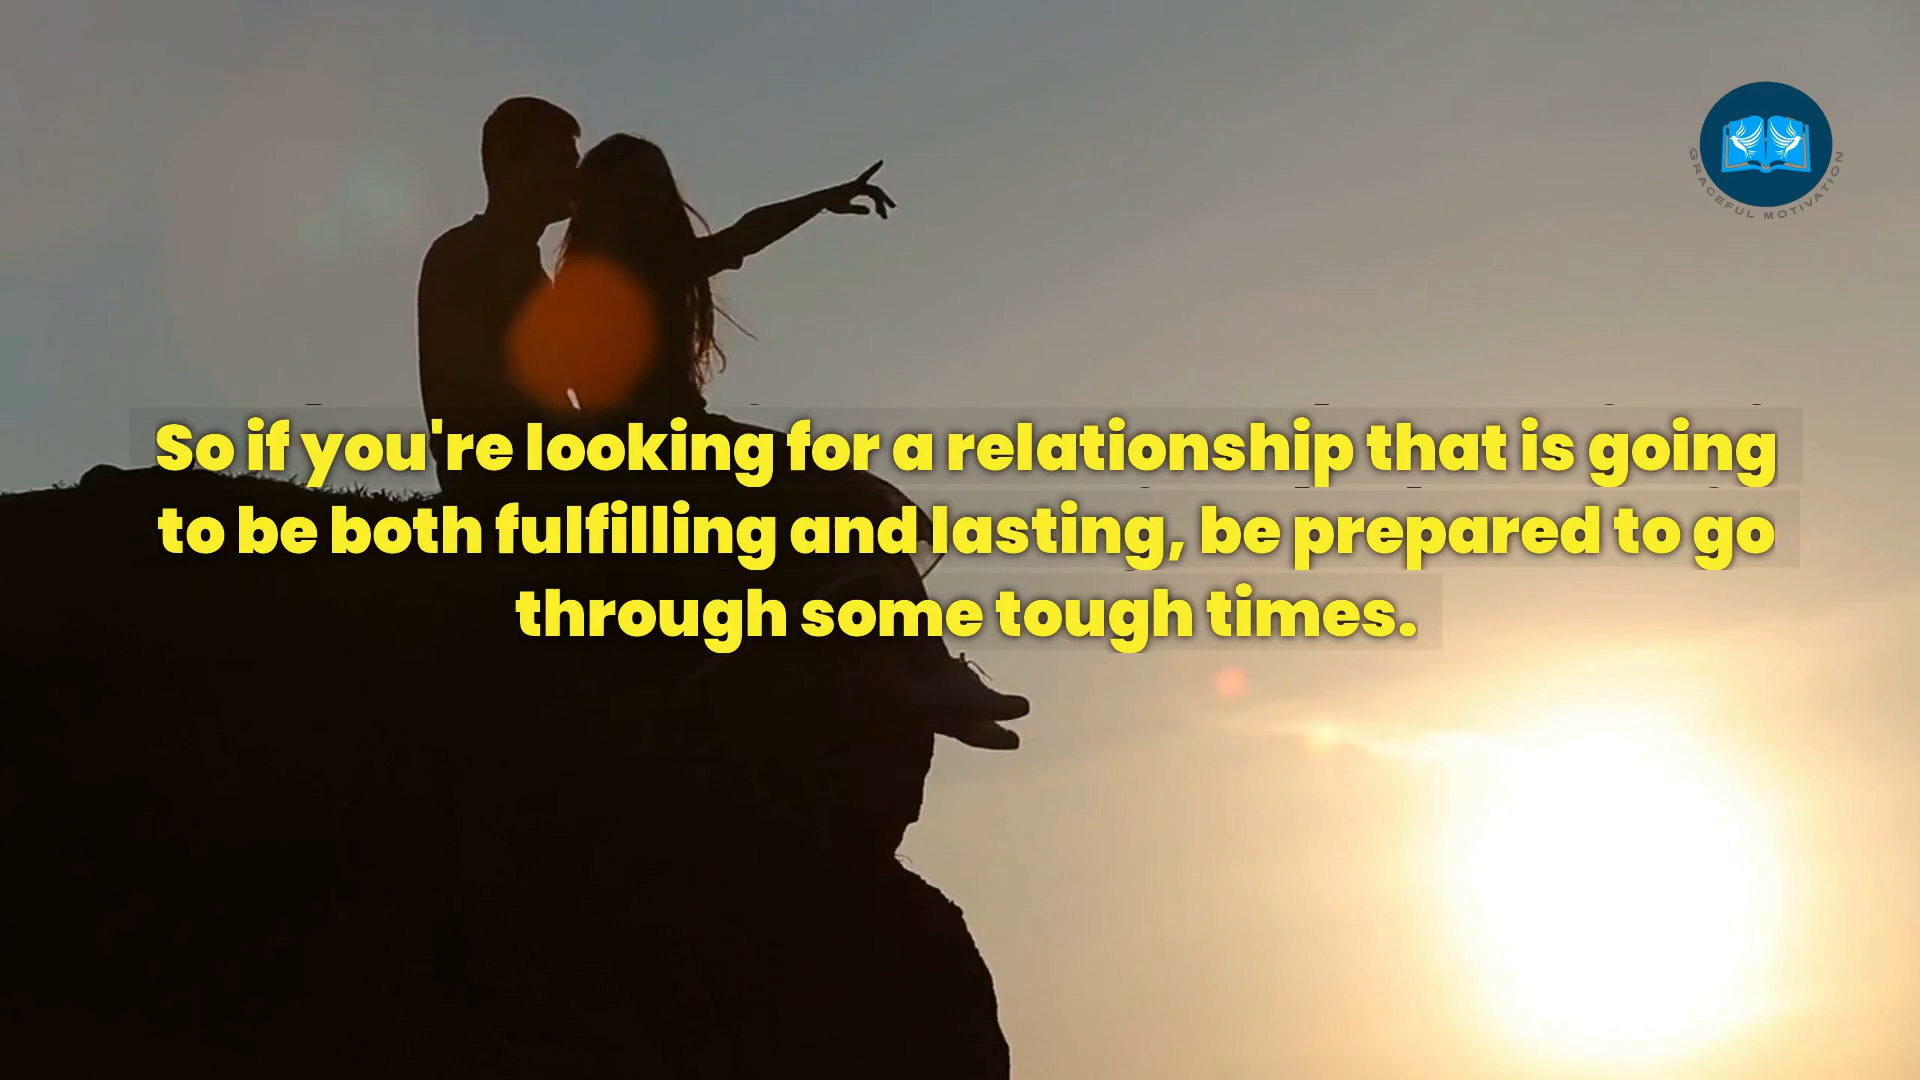 GRACEFUL MOTIVATION
So if you're looking for a relationship that is going
to be both fulfilling and lasting, be prepared to go
through some tough times.